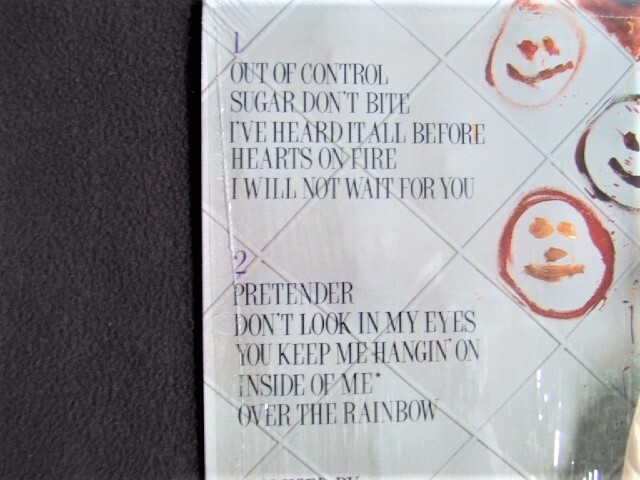 1
OUT OF CONTROL
SUGAR DON'T BITE
I'VE HEARD IT ALL BEFORE
HEARTS ON FIRE
I WILL NOT WAIT FOR YOU
2
PRETENDER
DON'T LOOK IN MY EYES
YOU KEEP ME HANGIN' ON
INSIDE OF ME*
OVER THE RAINBOW